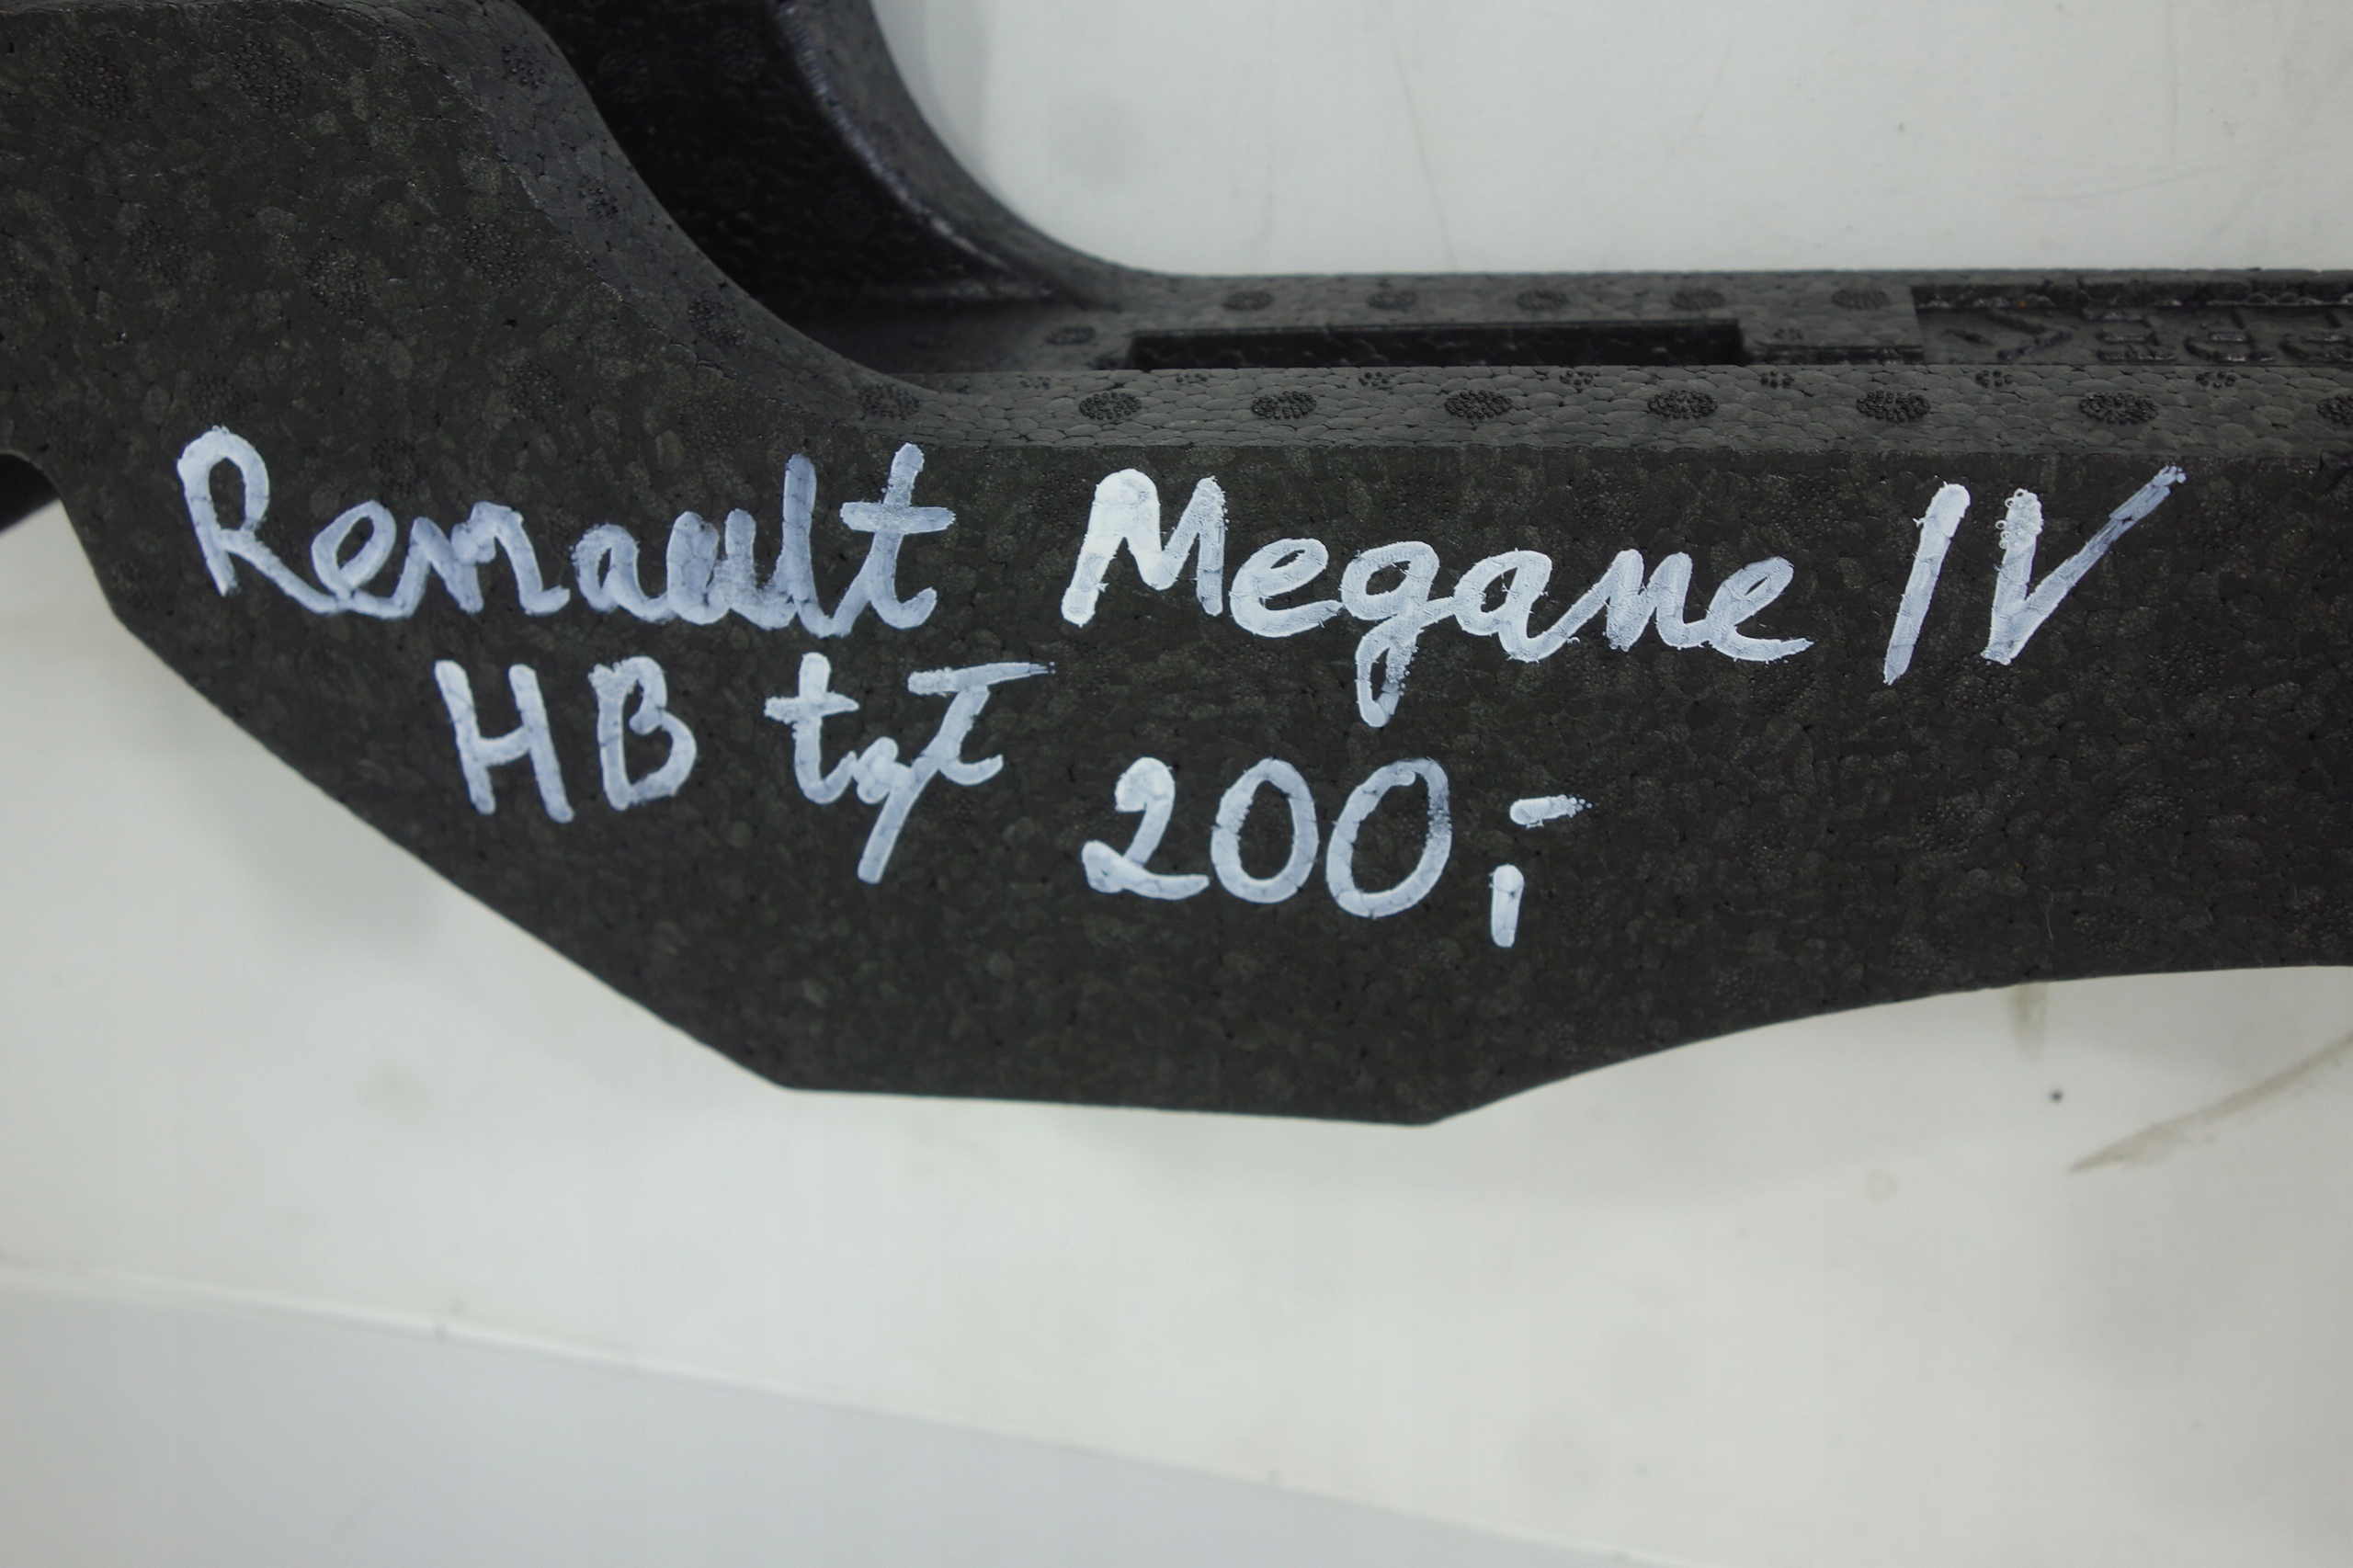 Renault Megane IV
HB tył 200,-